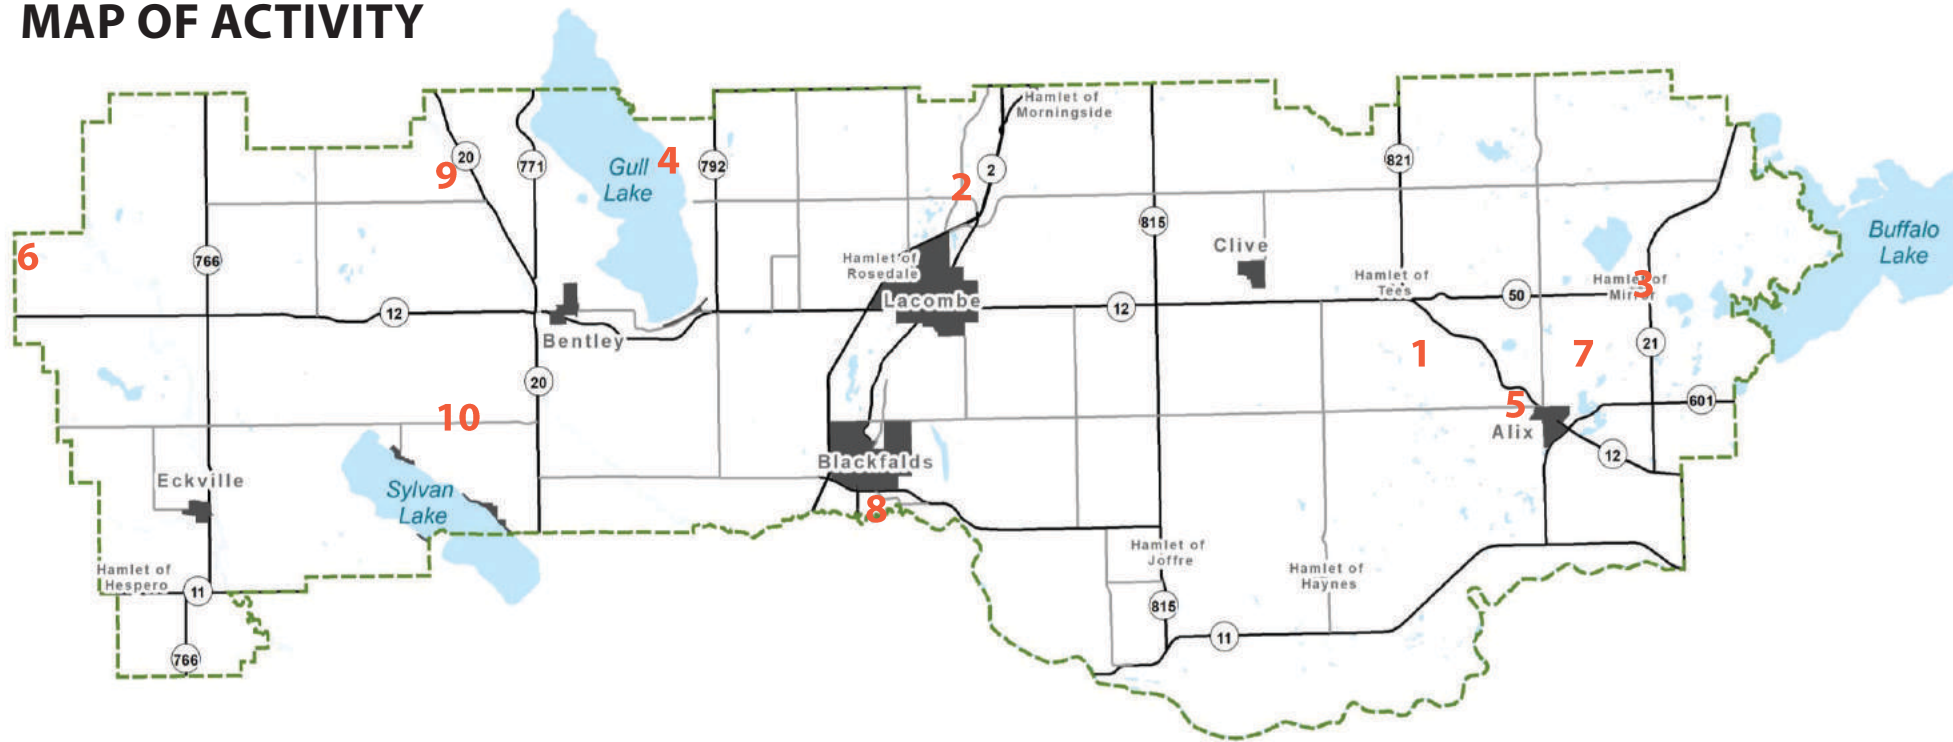 MAP OF ACTIVITY
Hamlet of
Morningside
20
771
Gull
Lake
4
792
2
2
821
9
815
766
6
Hamlet of
Rosedale
Lacombe
Clive
Hamlet of
Tees
50
Hamlet of
Mirror
3
Buffalo
Lake
12
Bentley
12
1
7
21
20
10
5
Alix
601
12
Eckville
Sylvan
Lake
Blackfalds
8
Hamlet of
Hespero
11
766
Hamlet of
Joffre
815
11
Hamlet of
Haynes